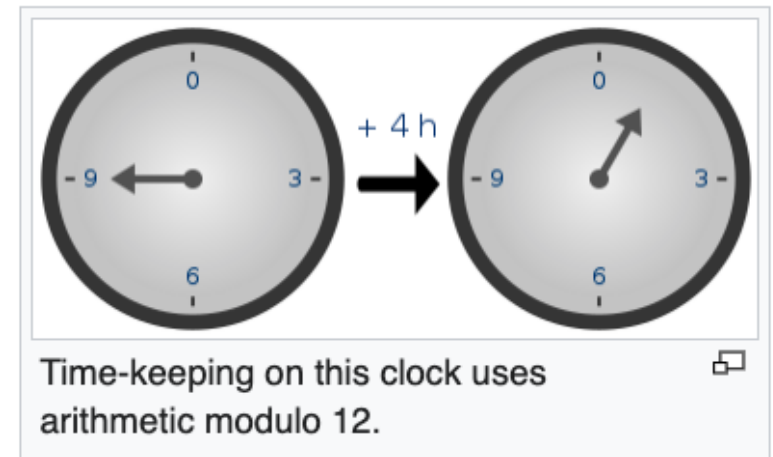 0
9
3
6
+ 4 h
0
9
3
6
Time-keeping on this clock uses
arithmetic modulo 12.